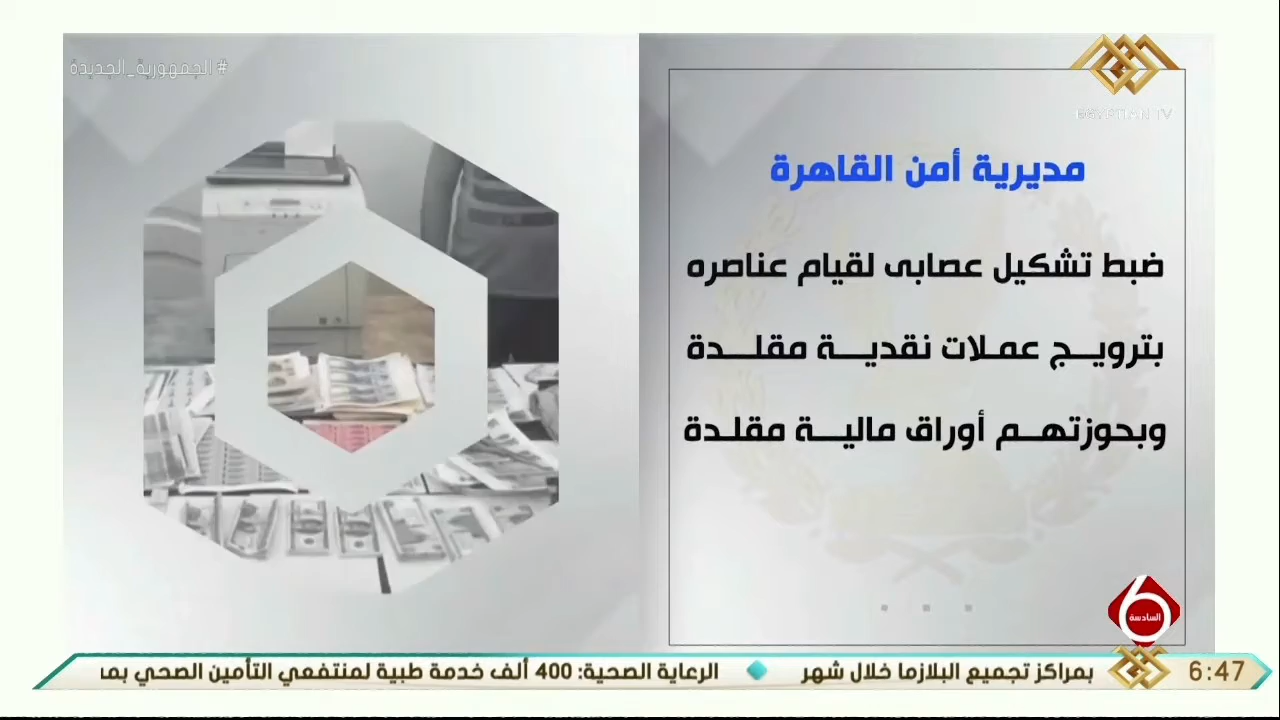 #الجمهورية_الجديدة
EGYPTIAN TV
مديرية أمن القاهرة
ضبط تشكيل عصابى لقيام عناصره
بترويج عملات نقدية مقلدة
وبحوزتهم أوراق مالية مقلدة
6
السادسة
6:47
بمراكز تجميع البلازما خلال شهر
الرعاية الصحية: 400 ألف خدمة طبية لمنتفعي التأمين الصحي